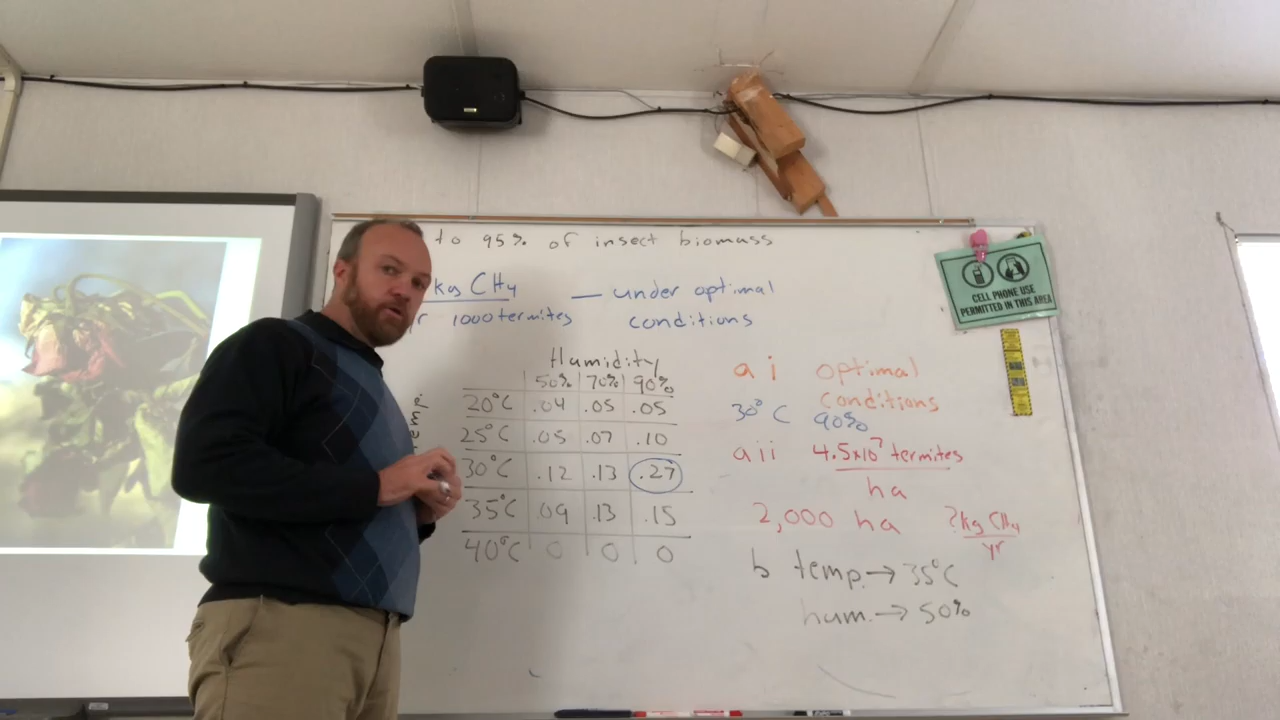 to 95% of insect biomass
kg CH4 — under optimal
1000 termites conditions
Humidity
50% 70% 90%
20°C .04 .05 .05
25°C .05 .07 .10
30°C .12 .13 .27
35°C .09 .13 .15
40°C 0 0 0
a i optimal
conditions
30°C 90%
a ii 4.5x10⁷ termites
ha
2,000 ha ? kg CH4
yr
b temp. → 35°C
hum. → 50%
CELL PHONE USE
PERMITTED IN THIS AREA